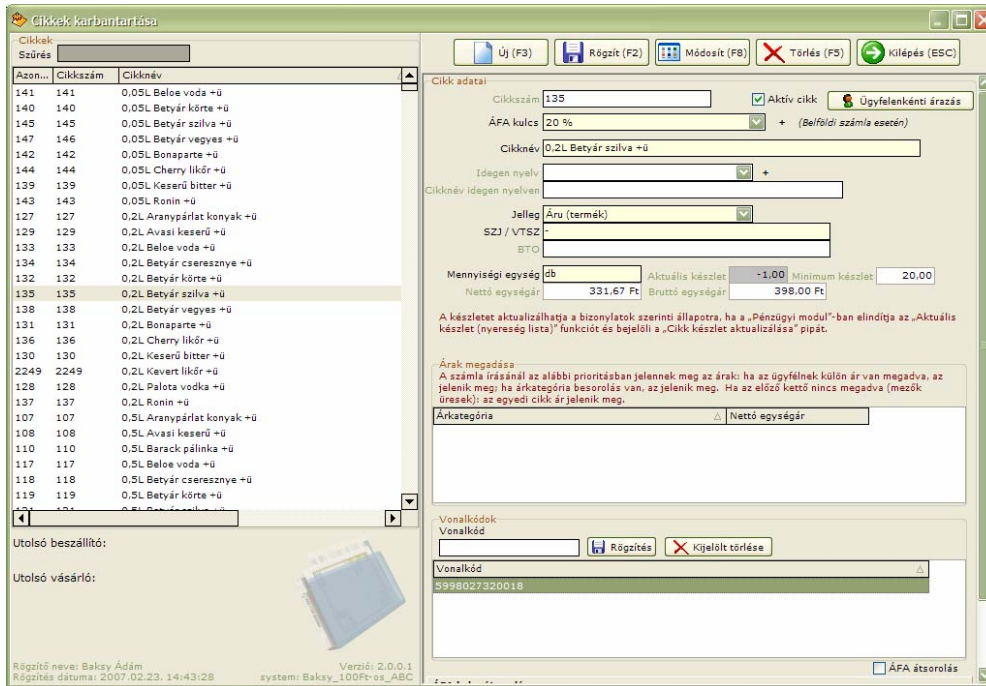 Cikkek karbantartása
Cikkek
Szűrés
Azon... Cikkszám Cikknév
141 141 0,05L Beloe voda +ü
140 140 0,05L Betyár körte +ü
145 145 0,05L Betyár szilva +ü
147 146 0,05L Betyár vegyes +ü
142 142 0,05L Bonaparte +ü
144 144 0,05L Cherry likőr +ü
139 139 0,05L Keserű bitter +ü
143 143 0,05L Ronin +ü
127 127 0,2L Aranypárlat konyak +ü
129 129 0,2L Avasi keserű +ü
133 133 0,2L Beloe voda +ü
134 134 0,2L Betyár cseresznye +ü
132 132 0,2L Betyár körte +ü
135 135 0,2L Betyár szilva +ü
138 138 0,2L Betyár vegyes +ü
131 131 0,2L Bonaparte +ü
136 136 0,2L Cherry likőr +ü
130 130 0,2L Keserű bitter +ü
2249 2249 0,2L Kevert likőr +ü
128 128 0,2L Palota vodka +ü
137 137 0,2L Ronin +ü
107 107 0,5L Aranypárlat konyak +ü
108 108 0,5L Avasi keserű +ü
110 110 0,5L Barack pálinka +ü
117 117 0,5L Beloe voda +ü
118 118 0,5L Betyár cseresznye +ü
119 119 0,5L Betyár körte +ü
Utolsó beszállító:
Utolsó vásárló:
Rögzítő neve: Baksy Ádám Verzió: 2.0.0.1
Rögzítés dátuma: 2007.02.23. 14:43:28 system: Baksy_100Ft-os_ABC
Új (F3) Rögzít (F2) Módosít (F8) Törlés (F5) Kilépés (ESC)
Cikk adatai
Cikkszám 135 Aktív cikk Ügyfelenkénti árazás
ÁFA kulcs 20 % + (Belföldi számla esetén)
Cikknév 0,2L Betyár szilva +ü
Idegen nyelv +
Cikknév idegen nyelven
Jelleg Áru (termék)
SZJ / VTSZ -
BTO
Mennyiségi egység db Aktuális készlet -1,00 Minimum készlet 20,00
Nettó egységár 331,67 Ft Bruttó egységár 398,00 Ft
A készletet aktualizálhatja a bizonylatok szerinti állapotra, ha a „Pénzügyi modul"-ban elindítja az „Aktuális
készlet (nyereség lista)" funkciót és bejelöli a „Cikk készlet aktualizálása" pipát.
Árak megadása
A számla írásánál az alábbi prioritásban jelennek meg az árak: ha az ügyfélnek külön ár van megadva, az
jelenik meg; ha árkategória besorolás van, az jelenik meg. Ha az előző kettő nincs megadva (mezők
üresek): az egyedi cikk ár jelenik meg.
Árkategória Nettó egységár
Vonalkódok
Vonalkód
Rögzítés Kijelölt törlése
Vonalkód
5998027320018
ÁFA átsorolás